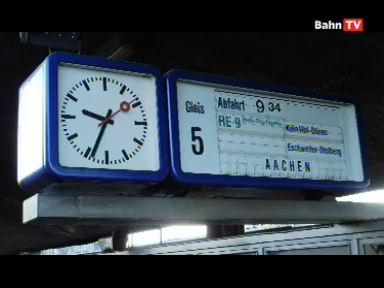 Bahn TV
Gleis
5
Abfahrt 9 34
RE 9
Köln Hbf-Düren
Eschweiler-Stolberg
AACHEN